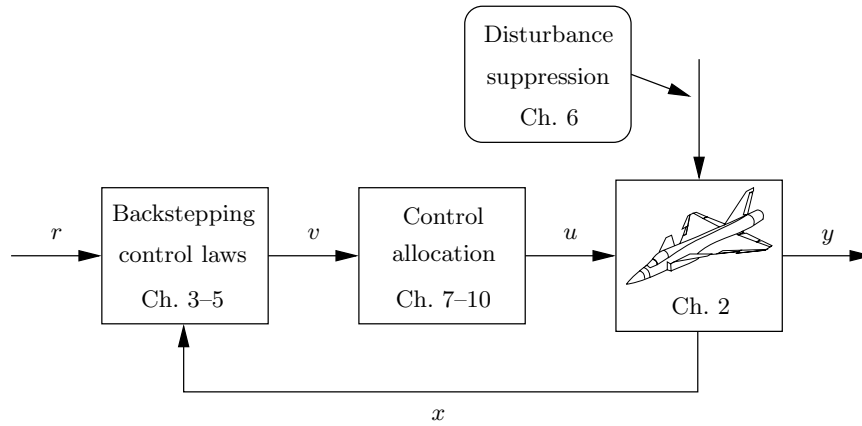 Disturbance
suppression
Ch. 6
r
Backstepping
control laws
Ch. 3–5
v
Control
allocation
Ch. 7–10
u
Ch. 2
y
x